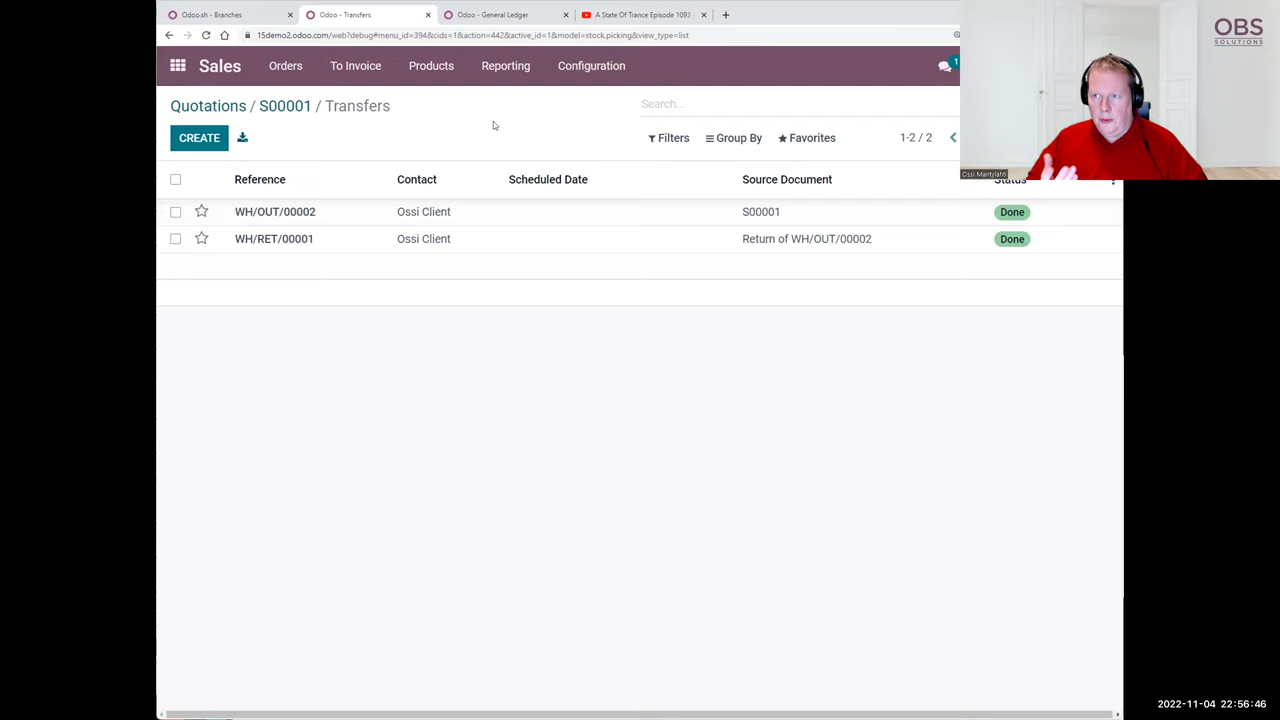 Odoo.sh - Branches
Odoo - Transfers
Odoo - General Ledger
A State Of Trance Episode 1093
15demo2.odoo.com/web?debug#menu_id=394&cids=1&action=442&active_id=1&model=stock.picking&view_type=list
Sales Orders To Invoice Products Reporting Configuration 1
Quotations / S00001 / Transfers
Search...
CREATE Filters Group By Favorites 1-2 / 2
Reference Contact Scheduled Date Source Document Status
WH/OUT/00002 Ossi Client S00001 Done
WH/RET/00001 Ossi Client Return of WH/OUT/00002 Done
OBS
SOLUTIONS
Ossi Mantylahti
2022-11-04 22:56:46